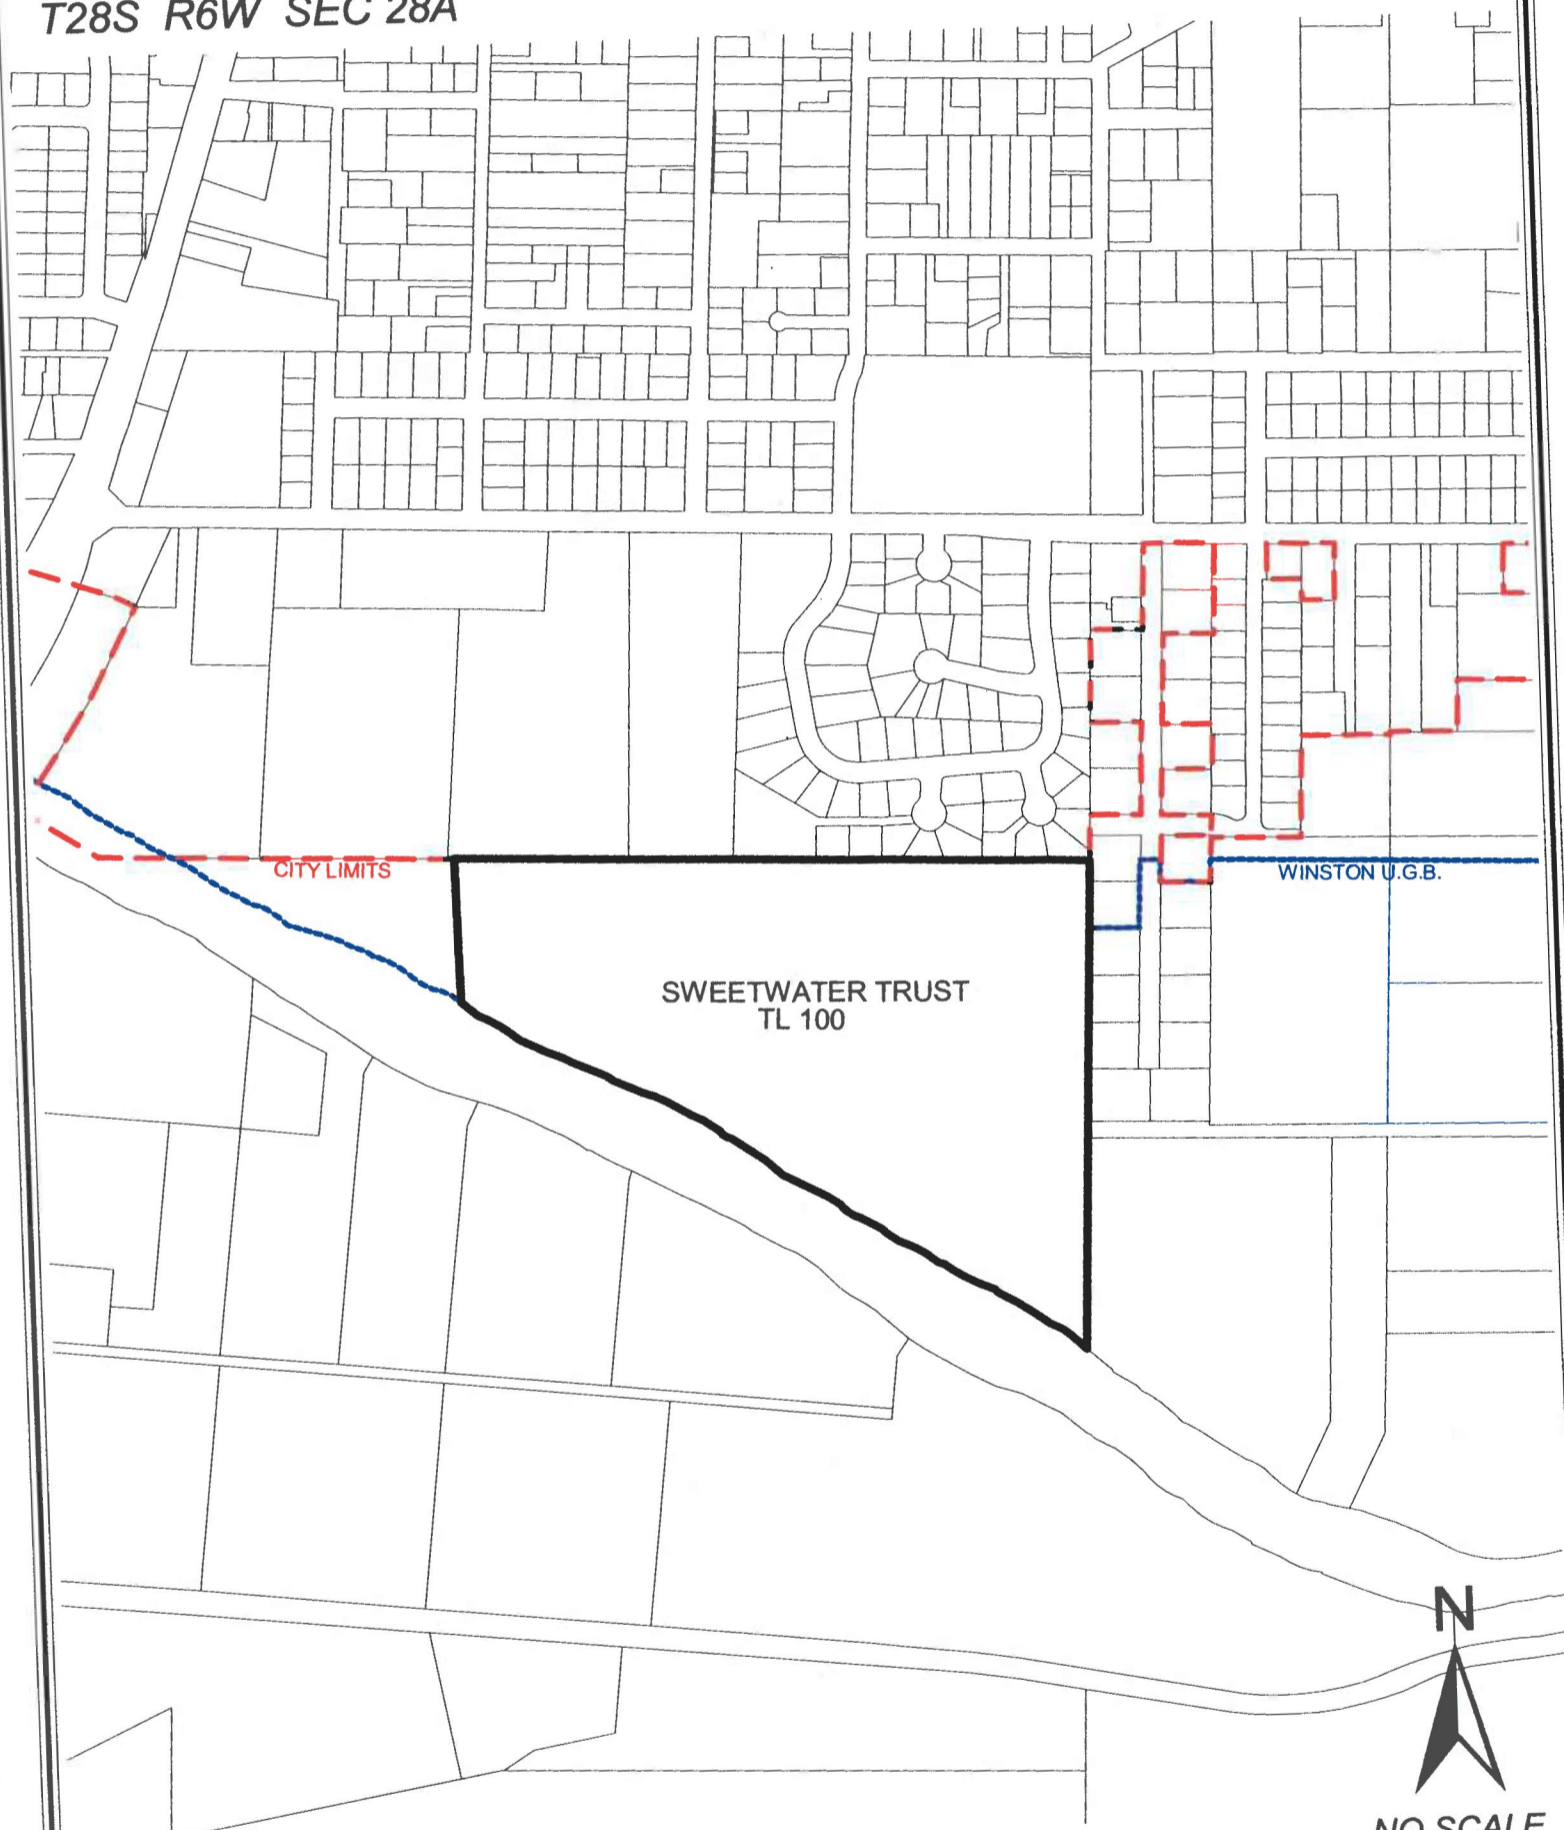 T28S R6W SEC 28A
CITY LIMITS
WINSTON U.G.B.
SWEETWATER TRUST
TL 100
N
NO SCALE